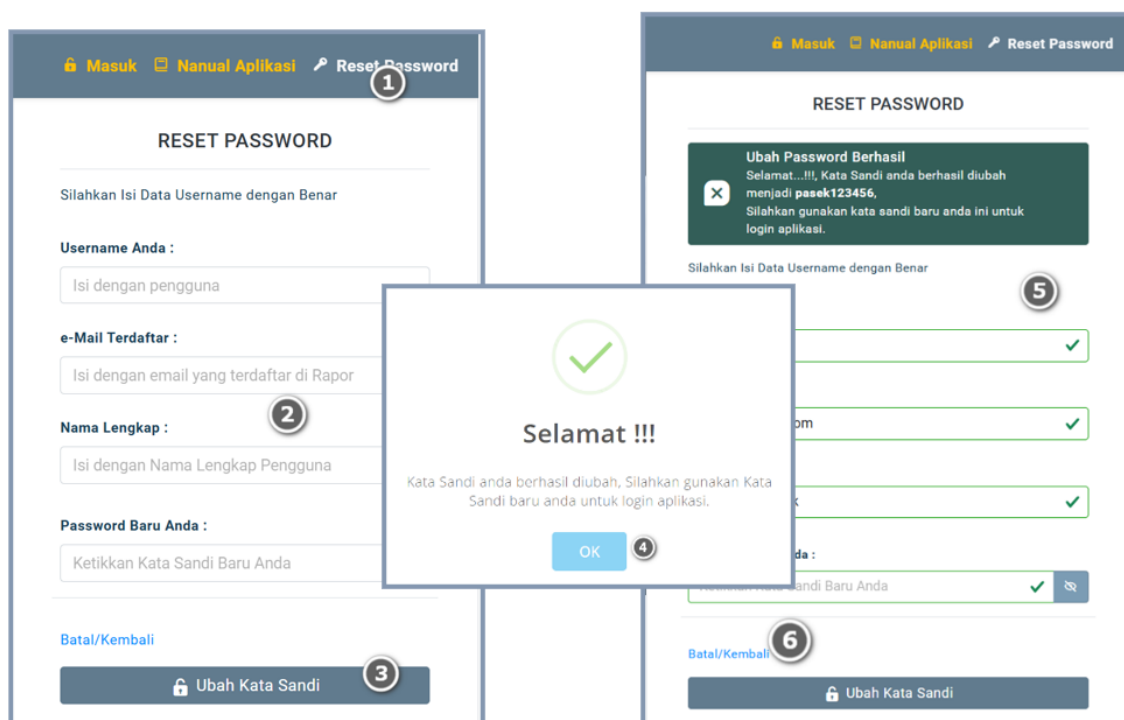 Masuk Nanual Aplikasi Reset Password
1
RESET PASSWORD
Silahkan Isi Data Username dengan Benar
Username Anda :
Isi dengan pengguna
e-Mail Terdaftar :
Isi dengan email yang terdaftar di Rapor
2
Nama Lengkap :
Isi dengan Nama Lengkap Pengguna
Password Baru Anda :
Ketikkan Kata Sandi Baru Anda
Batal/Kembali
Ubah Kata Sandi
3
Selamat !!!
Kata Sandi anda berhasil diubah, Silahkan gunakan Kata
Sandi baru anda untuk login aplikasi.
OK
4
Masuk Nanual Aplikasi Reset Password
RESET PASSWORD
Ubah Password Berhasil
Selamat...!!!, Kata Sandi anda berhasil diubah
menjadi pasek123456,
Silahkan gunakan kata sandi baru anda ini untuk
login aplikasi.
Silahkan Isi Data Username dengan Benar
5
om
k
da :
Sandi Baru Anda
6
Batal/Kembali
Ubah Kata Sandi